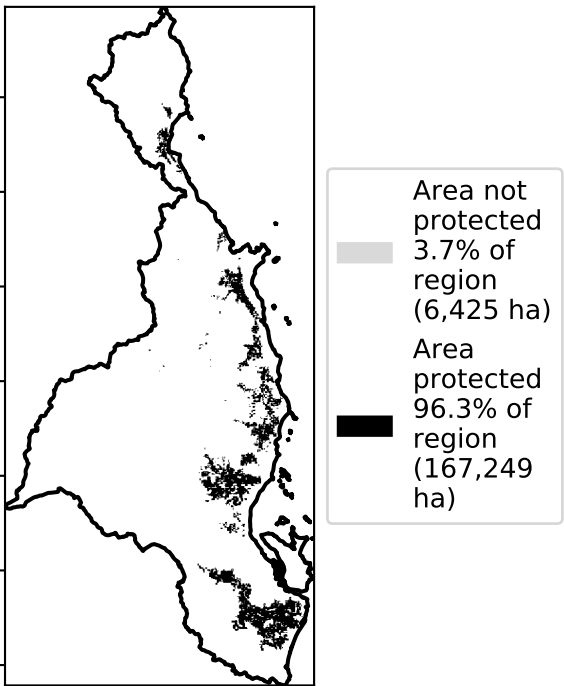 Area not
protected
3.7% of
region
(6,425 ha)
Area
protected
96.3% of
region
(167,249
ha)